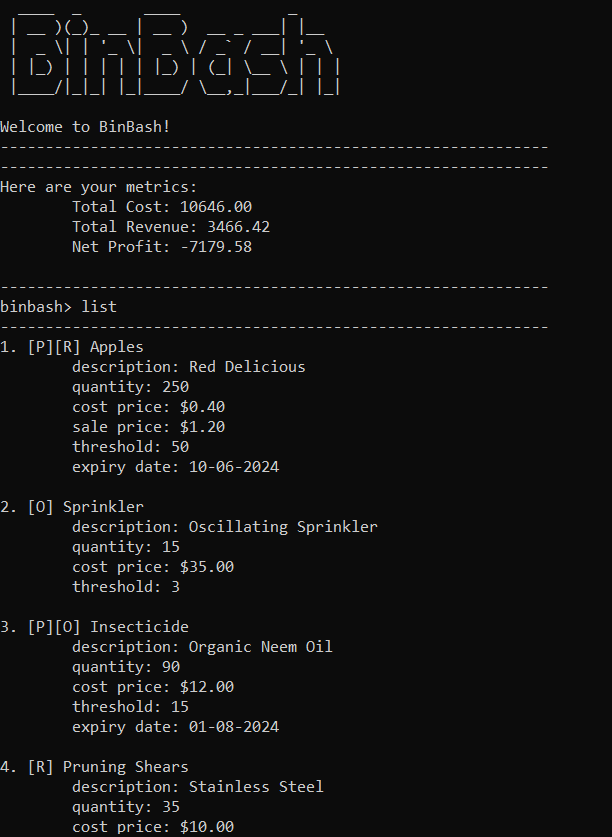 BinBash
Welcome to BinBash!
------------------------------------------------------------- 
-------------------------------------------------------------
Here are your metrics:
Total Cost: 10646.00
Total Revenue: 3466.42
Net Profit: -7179.58
-------------------------------------------------------------
binbash> list
-------------------------------------------------------------
1. [P][R] Apples
description: Red Delicious
quantity: 250
cost price: $0.40
sale price: $1.20
threshold: 50
expiry date: 10-06-2024
2. [O] Sprinkler
description: Oscillating Sprinkler
quantity: 15
cost price: $35.00
threshold: 3
3. [P][O] Insecticide
description: Organic Neem Oil
quantity: 90
cost price: $12.00
threshold: 15
expiry date: 01-08-2024
4. [R] Pruning Shears
description: Stainless Steel
quantity: 35
cost price: $10.00